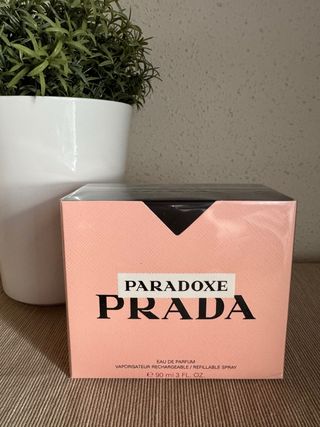 PARADOXE
PRADA
EAU DE PARFUM
VAPORISATEUR RECHARGEABLE / REFILLABLE SPRAY
℮ 90 ml 3 FL. OZ.